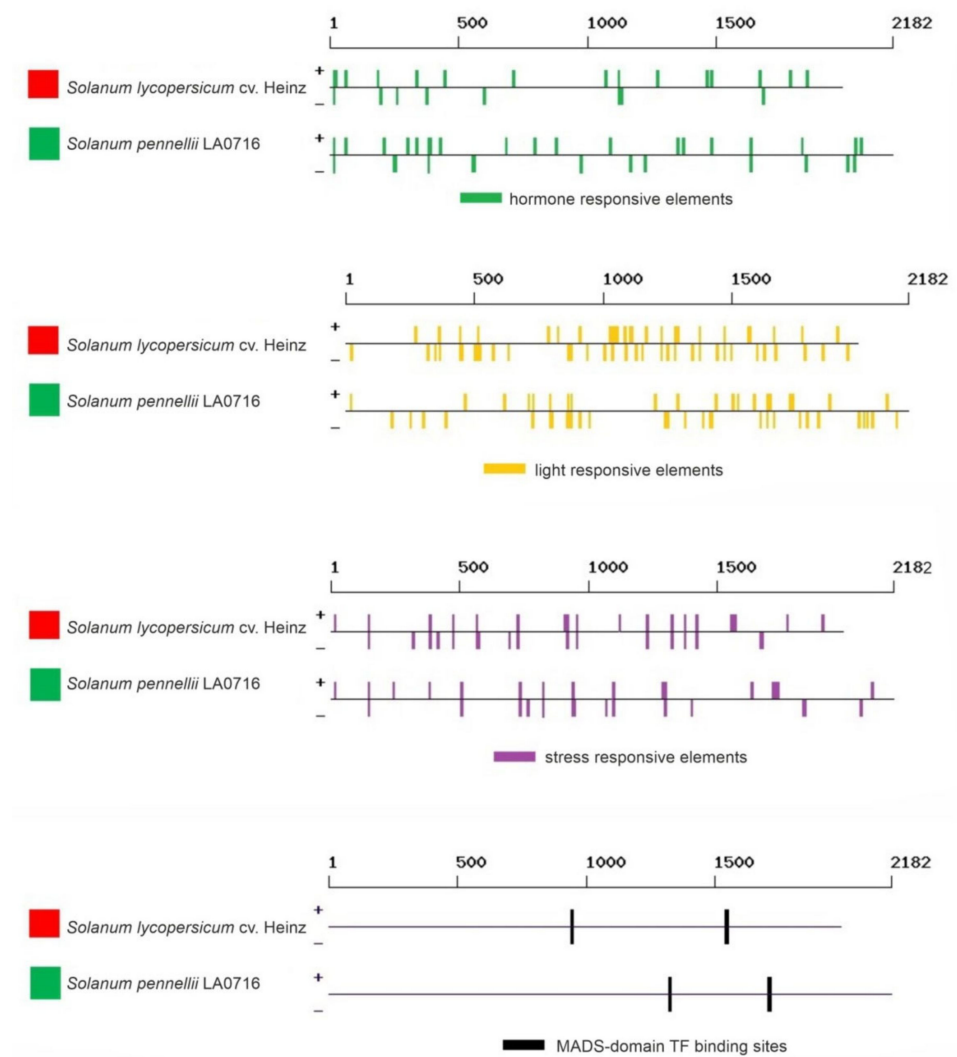 1 500 1000 1500 2182
+
Solanum lycopersicum cv. Heinz
−
+
Solanum pennellii LA0716
−
hormone responsive elements
1 500 1000 1500 2182
+
Solanum lycopersicum cv. Heinz
−
+
Solanum pennellii LA0716
−
light responsive elements
1 500 1000 1500 2182
+
Solanum lycopersicum cv. Heinz
−
+
Solanum pennellii LA0716
−
stress responsive elements
1 500 1000 1500 2182
+
Solanum lycopersicum cv. Heinz
−
+
Solanum pennellii LA0716
−
MADS-domain TF binding sites